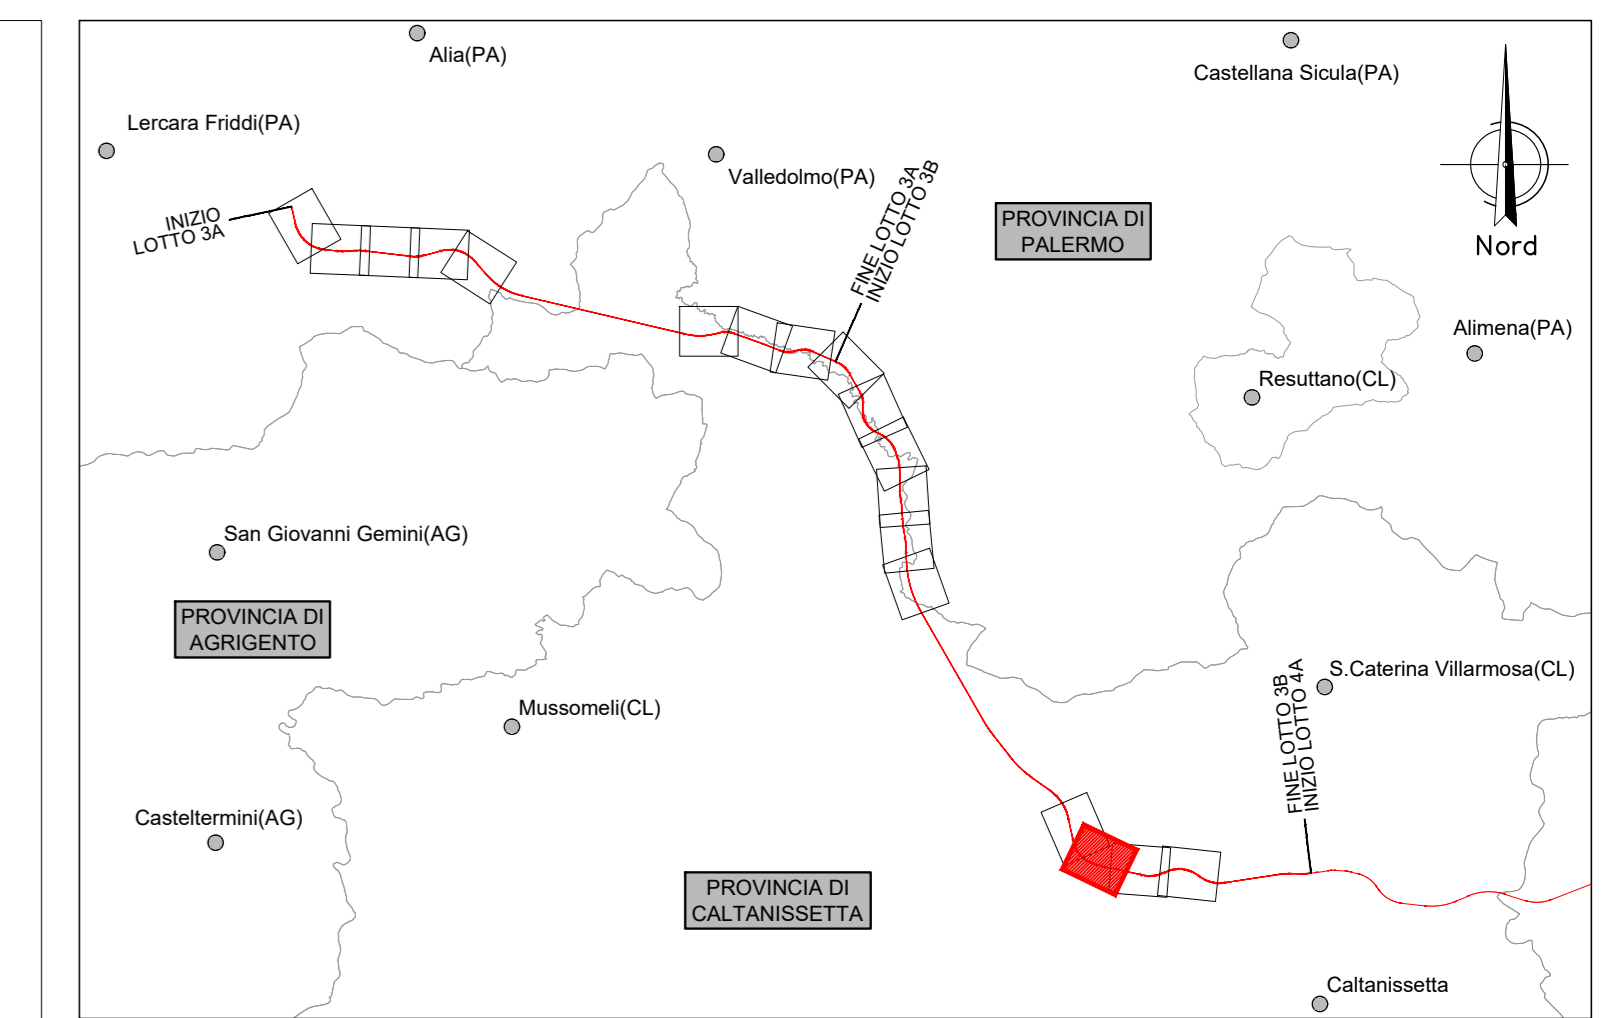 Alia(PA)
Castellana Sicula(PA)
Lercara Friddi(PA)
Valledolmo(PA)
INIZIO
LOTTO 3A
FINE LOTTO 3A
INIZIO LOTTO 3B
PROVINCIA DI
PALERMO
Nord
Alimena(PA)
Resuttano(CL)
San Giovanni Gemini(AG)
PROVINCIA DI
AGRIGENTO
S.Caterina Villarmosa(CL)
FINE LOTTO 3B
INIZIO LOTTO 4A
Mussomeli(CL)
Casteltermini(AG)
PROVINCIA DI
CALTANISSETTA
Caltanissetta